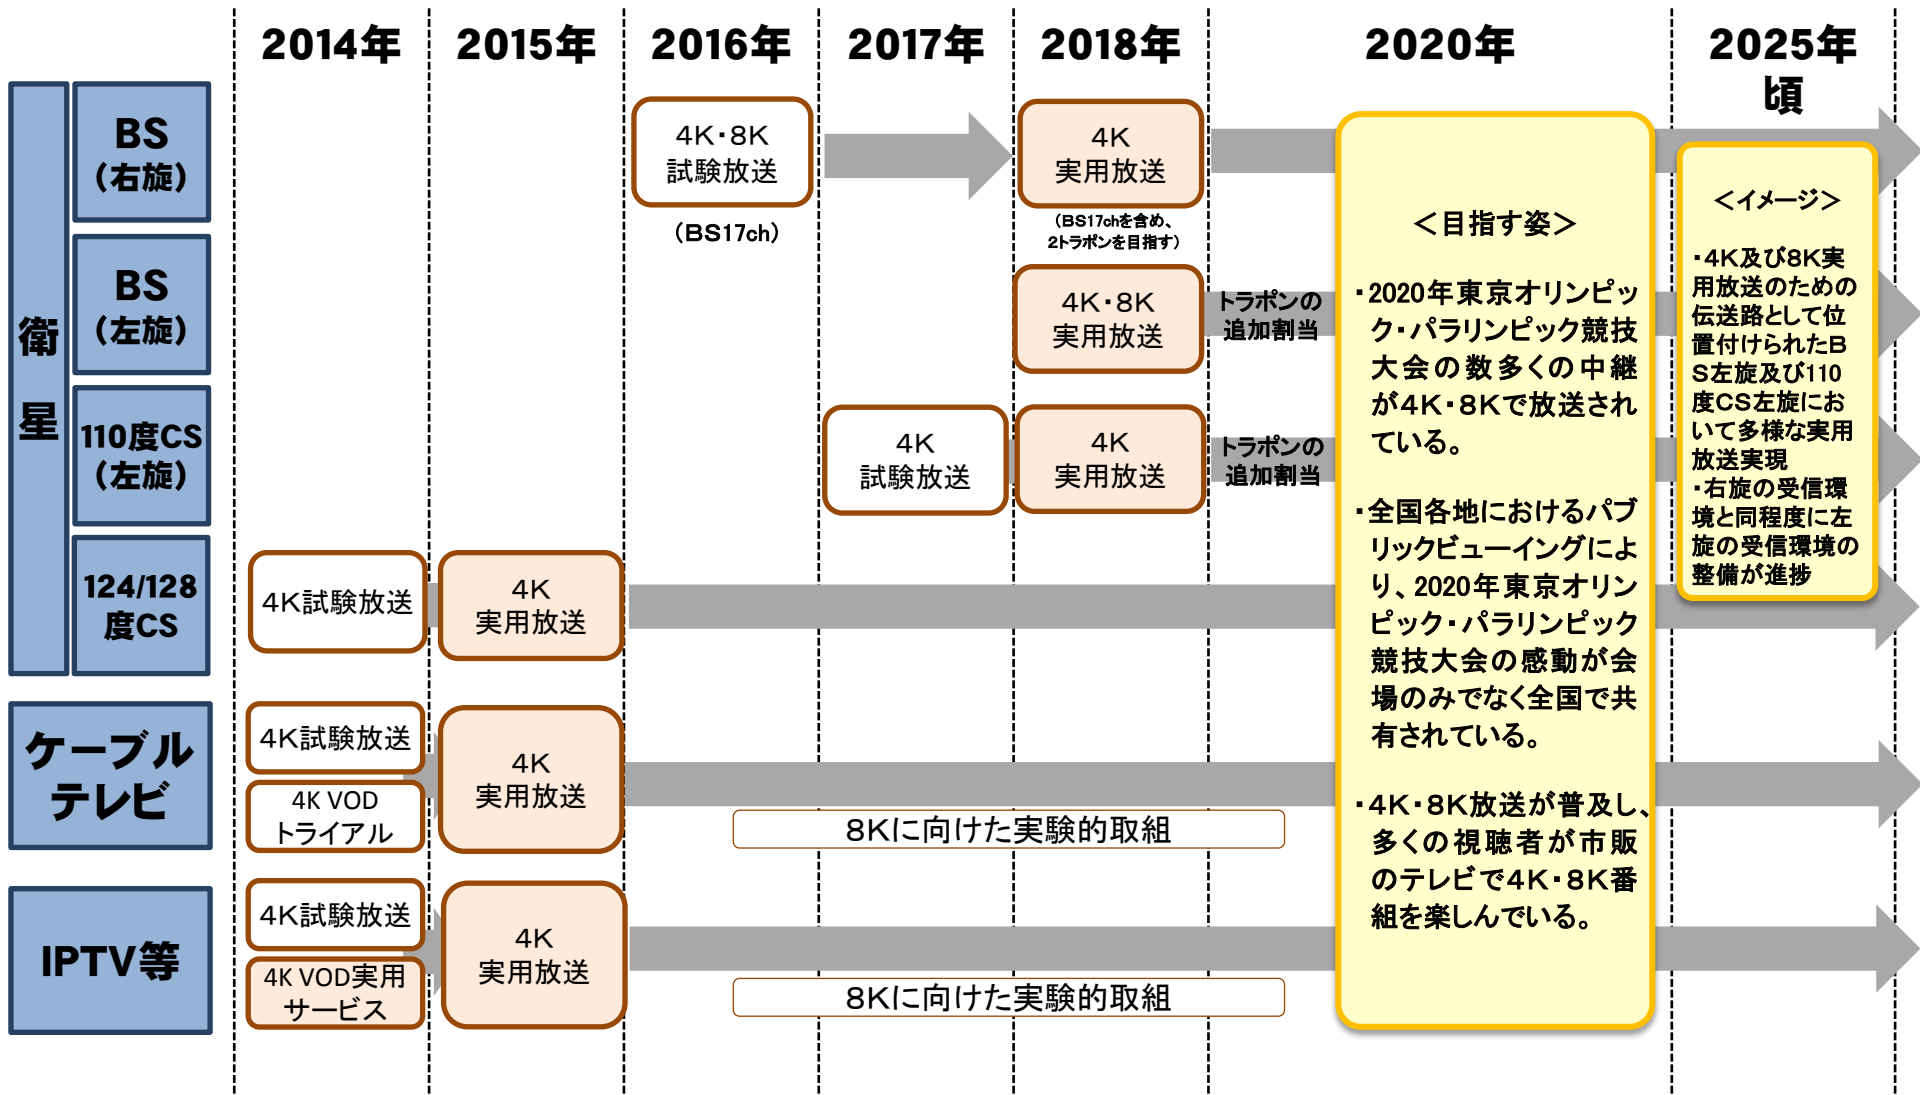 2014年
2015年
2016年
2017年
2018年
2020年
2025年
頃
衛
星
BS
（右旋）
4K・8K
試験放送
（BS17ch）
4K
実用放送
（BS17chを含め、
2トラポンを目指す）
BS
（左旋）
4K・8K
実用放送
トラポンの
追加割当
110度CS
（左旋）
4K
試験放送
4K
実用放送
トラポンの
追加割当
124/128
度CS
4K試験放送
4K
実用放送
ケーブル
テレビ
4K試験放送
4K VOD
トライアル
4K
実用放送
8Kに向けた実験的取組
IPTV等
4K試験放送
4K VOD実用
サービス
4K
実用放送
8Kに向けた実験的取組
＜目指す姿＞
・2020年東京オリンピッ
ク・パラリンピック競技
大会の数多くの中継
が4K・8Kで放送され
ている。
・全国各地におけるパブ
リックビューイングによ
り、2020年東京オリン
ピック・パラリンピック
競技大会の感動が会
場のみでなく全国で共
有されている。
・4K・8K放送が普及し、
多くの視聴者が市販
のテレビで4K・8K番
組を楽しんでいる。
＜イメージ＞
・4K及び8K実
用放送のための
伝送路として位
置付けられたB
S左旋及び110
度CS左旋にお
いて多様な実用
放送実現
・右旋の受信環
境と同程度に左
旋の受信環境の
整備が進捗